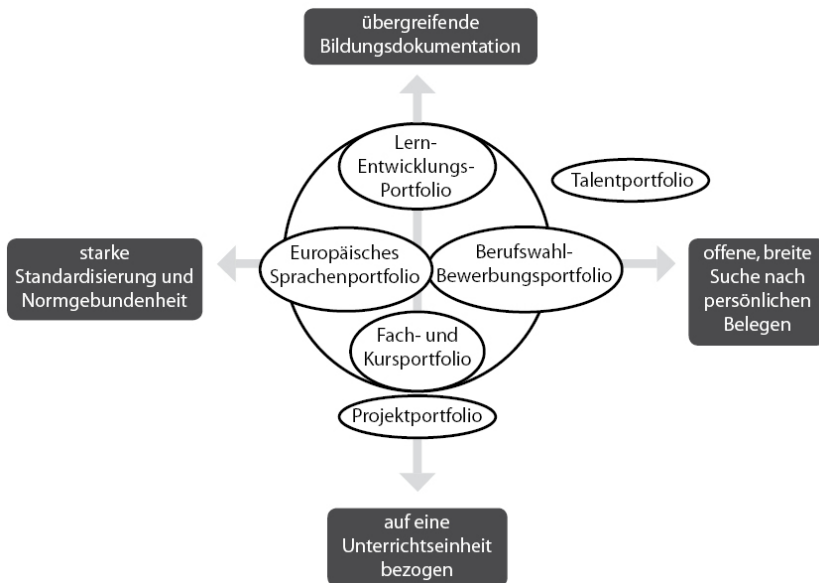 übergreifende
Bildungsdokumentation
Lern-
Entwicklungs-
Portfolio
Talentportfolio
starke
Standardisierung und
Normgebundenheit
Europäisches
Sprachenportfolio
Berufswahl-
Bewerbungsportfolio
offene, breite
Suche nach
persönlichen
Belegen
Fach- und
Kursportfolio
Projektportfolio
auf eine
Unterrichtseinheit
bezogen